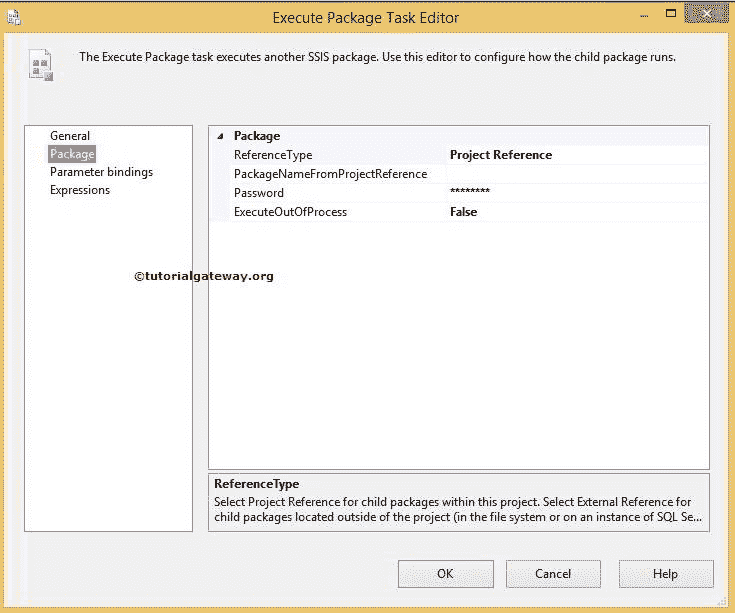 Execute Package Task Editor
The Execute Package task executes another SSIS package. Use this editor to configure how the child package runs.
General
Package
Parameter bindings
Expressions
Package
ReferenceType Project Reference
PackageNameFromProjectReference
Password ********
ExecuteOutOfProcess False
©tutorialgateway.org
ReferenceType
Select Project Reference for child packages within this project. Select External Reference for
child packages located outside of the project (in the file system or on an instance of SQL Se...
OK Cancel Help